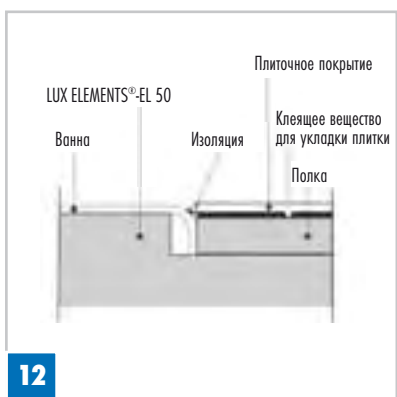 Плиточное покрытие
LUX ELEMENTS®-EL 50
Клеящее вещество
для укладки плитки
Ванна
Изоляция
Полка
12